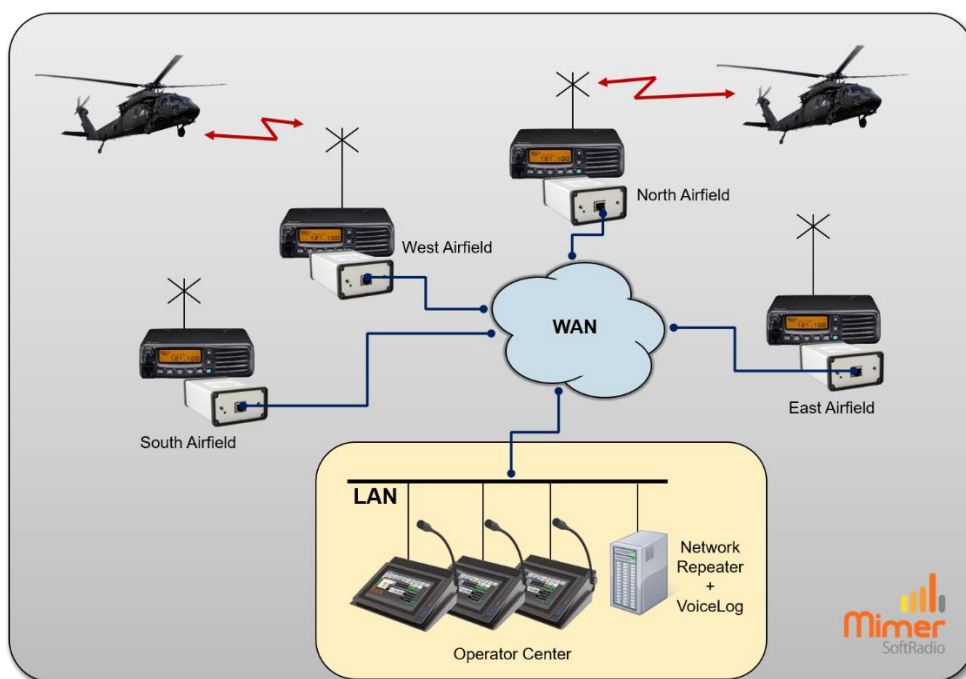 North Airfield
West Airfield
WAN
South Airfield
East Airfield
LAN
Network
Repeater
+
VoiceLog
Operator Center
Mimer
SoftRadio